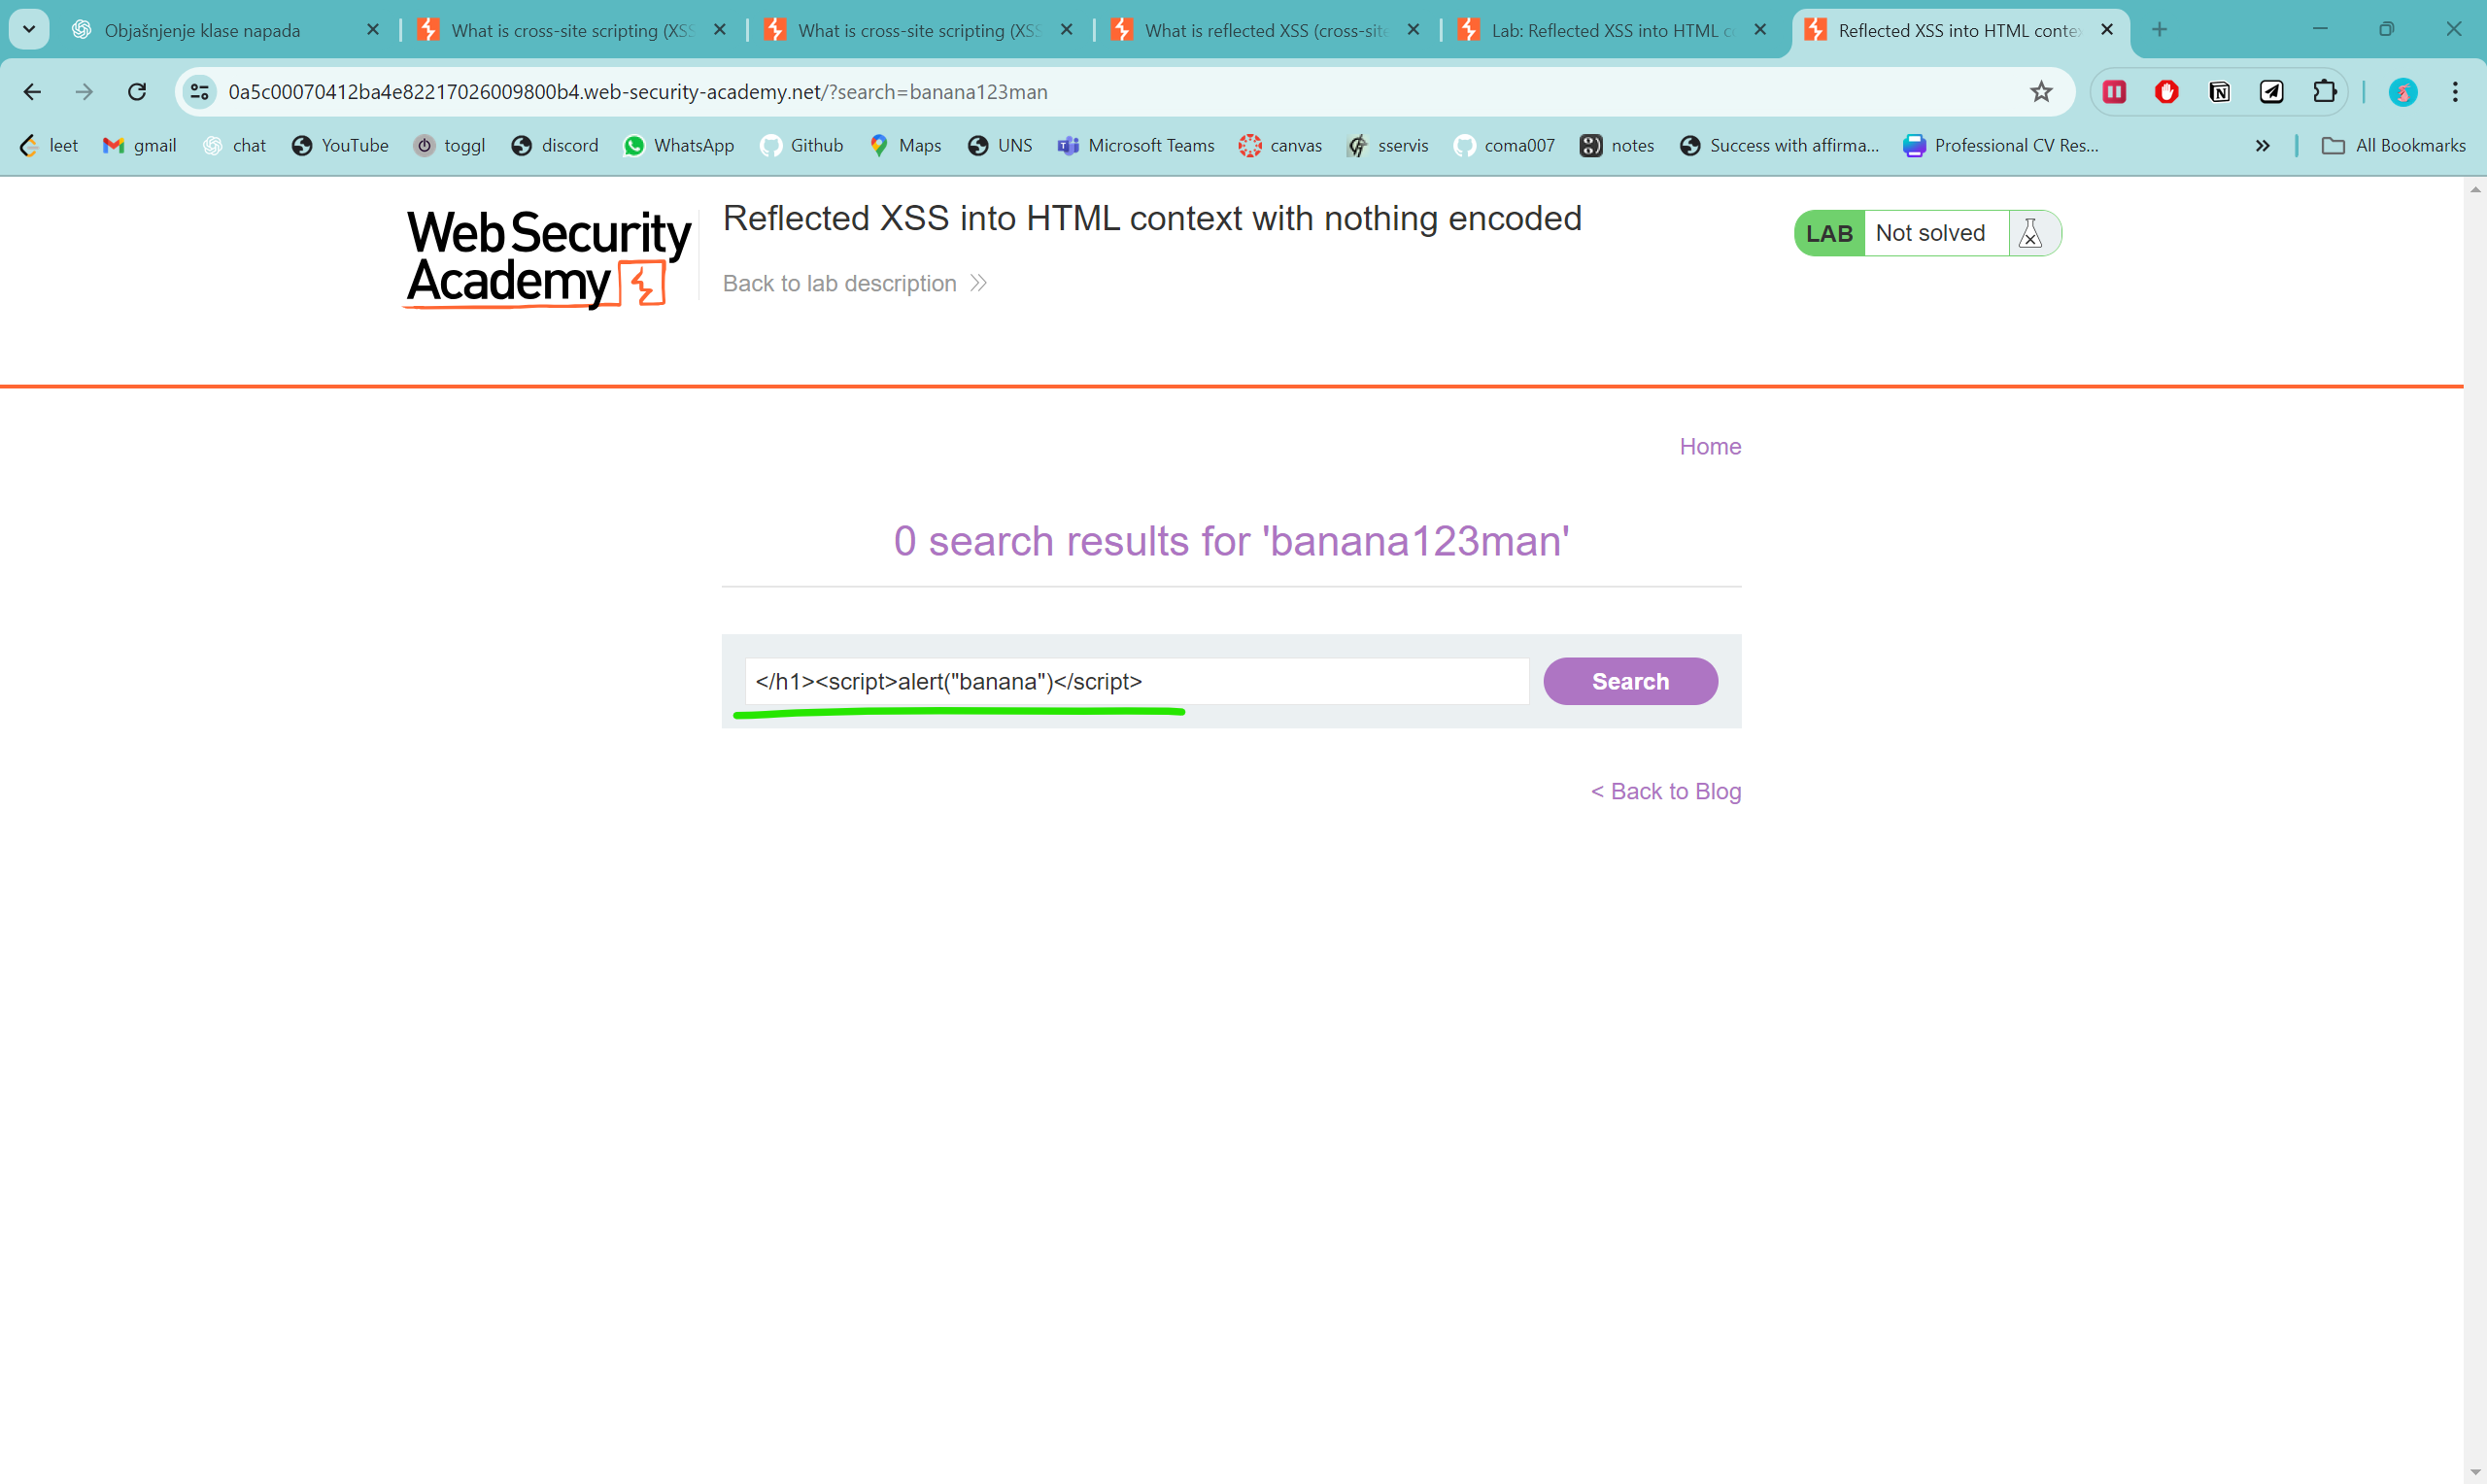 Objašnjenje klase napada
What is cross-site scripting (XSS
What is cross-site scripting (XSS
What is reflected XSS (cross-site
Lab: Reflected XSS into HTML c
Reflected XSS into HTML conte
0a5c00070412ba4e82217026009800b4.web-security-academy.net/?search=banana123man
leet gmail chat YouTube toggl discord WhatsApp Github Maps UNS Microsoft Teams canvas sservis coma007 notes Success with affirma... Professional CV Res... » All Bookmarks
Web Security
Academy
Reflected XSS into HTML context with nothing encoded
Back to lab description
LAB Not solved
Home
0 search results for 'banana123man'
</h1><script>alert("banana")</script>
Search
< Back to Blog